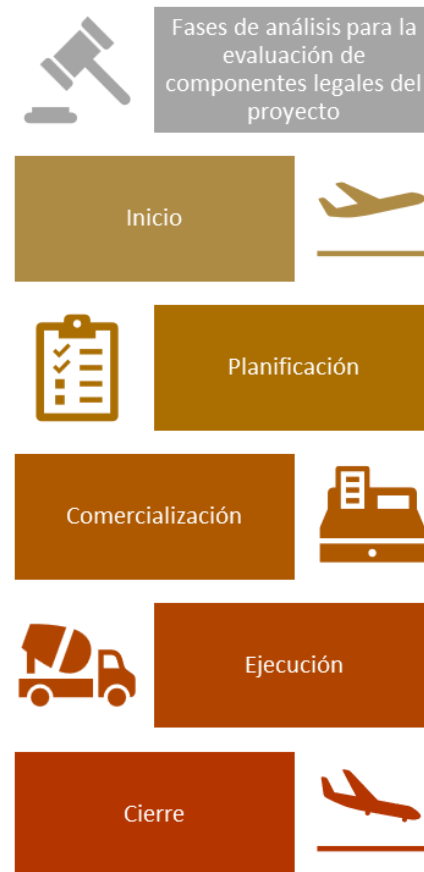 Fases de análisis para la
evaluación de
componentes legales del
proyecto
Inicio
Planificación
Comercialización
Ejecución
Cierre